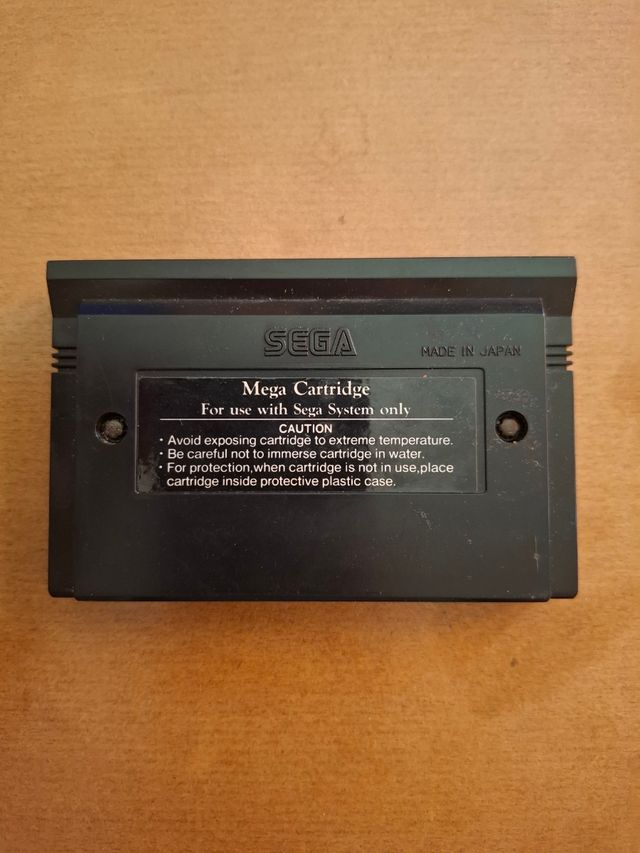 SEGA
MADE IN JAPAN
Mega Cartridge
For use with Sega System only
CAUTION
· Avoid exposing cartridge to extreme temperature.
· Be careful not to immerse cartridge in water.
· For protection,when cartridge is not in use,place
cartridge inside protective plastic case.